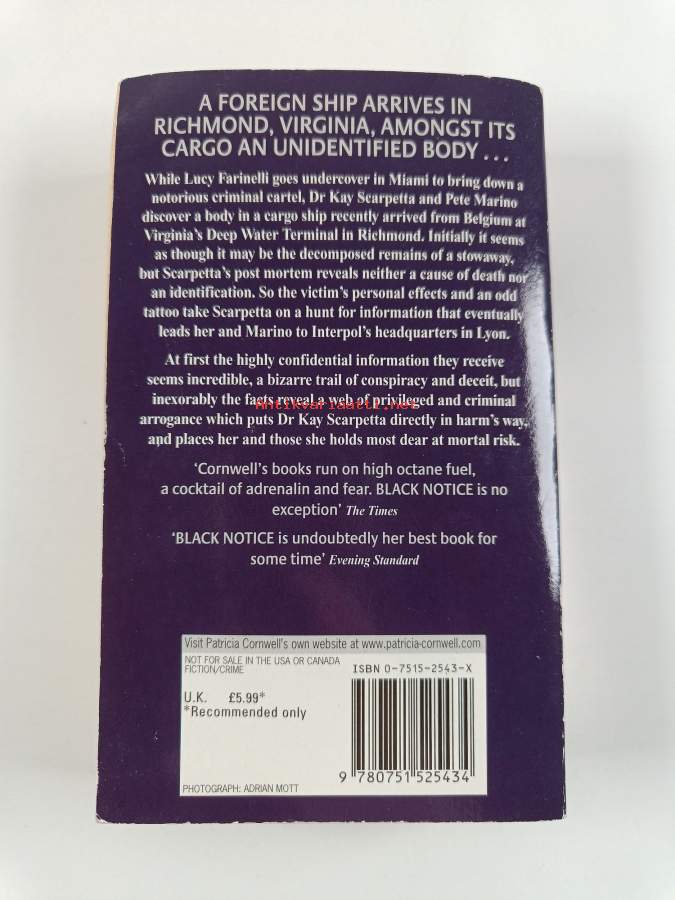 A FOREIGN SHIP ARRIVES IN
RICHMOND, VIRGINIA, AMONGST ITS
CARGO AN UNIDENTIFIED BODY . . .
While Lucy Farinelli goes undercover in Miami to bring down a
notorious criminal cartel, Dr Kay Scarpetta and Pete Marino
discover a body in a cargo ship recently arrived from Belgium at
Virginia's Deep Water Terminal in Richmond. Initially it seems
as though it may be the decomposed remains of a stowaway,
but Scarpetta's post mortem reveals neither a cause of death nor
an identification. So the victim's personal effects and an odd
tattoo take Scarpetta on a hunt for information that eventually
leads her and Marino to Interpol's headquarters in Lyon.
At first the highly confidential information they receive
seems incredible, a bizarre trail of conspiracy and deceit, but
inexorably the facts reveal a web of privileged and criminal
antikvariaatti.net
arrogance which puts Dr Kay Scarpetta directly in harm's way,
and places her and those she holds most dear at mortal risk.
'Cornwell's books run on high octane fuel,
a cocktail of adrenalin and fear. BLACK NOTICE is no
exception' The Times
'BLACK NOTICE is undoubtedly her best book for
some time' Evening Standard
Visit Patricia Cornwell's own website at www.patricia-cornwell.com
NOT FOR SALE IN THE USA OR CANADA
FICTION/CRIME
ISBN 0-7515-2543-X
U.K. £5.99*
*Recommended only
9 780751 525434
PHOTOGRAPH: ADRIAN MOTT